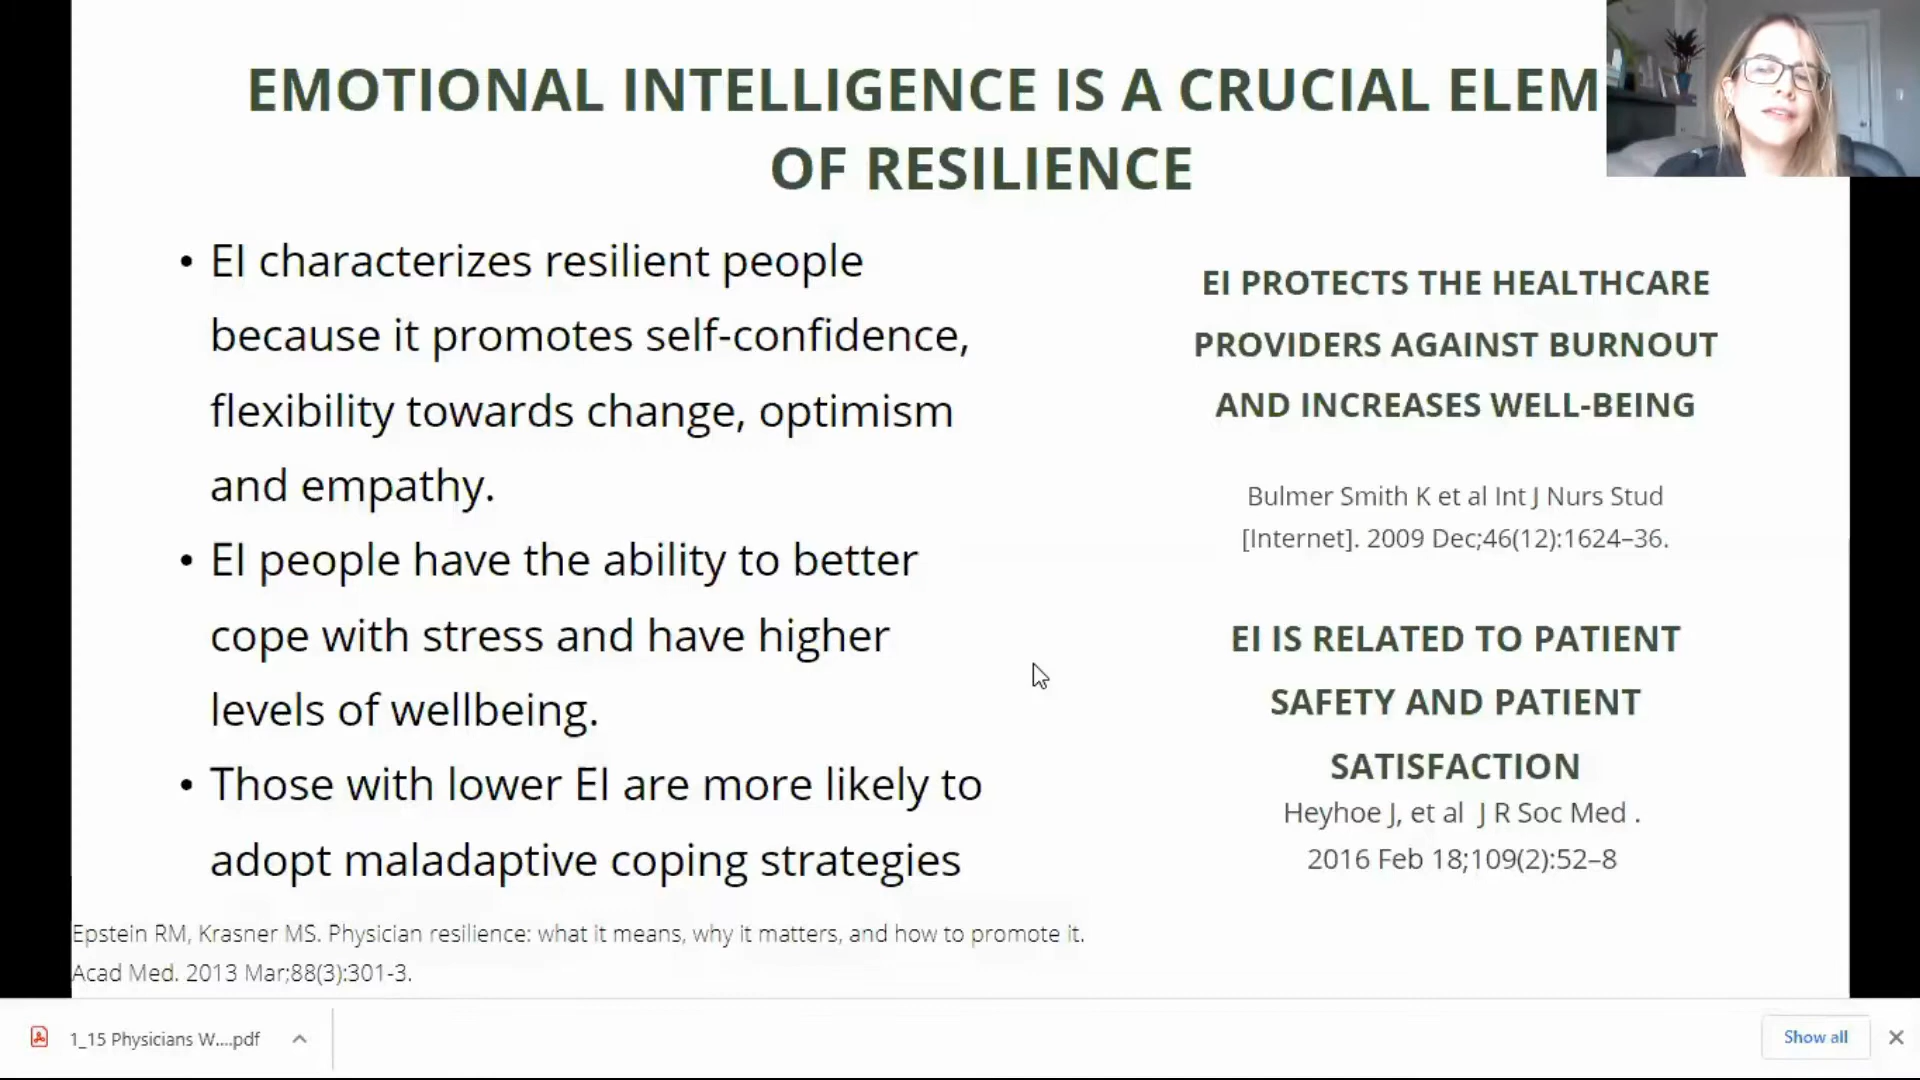 EMOTIONAL INTELLIGENCE IS A CRUCIAL ELEM
OF RESILIENCE
• EI characterizes resilient people
because it promotes self-confidence,
flexibility towards change, optimism
and empathy.
• EI people have the ability to better
cope with stress and have higher
levels of wellbeing.
• Those with lower EI are more likely to
adopt maladaptive coping strategies
EI PROTECTS THE HEALTHCARE
PROVIDERS AGAINST BURNOUT
AND INCREASES WELL-BEING
Bulmer Smith K et al Int J Nurs Stud
[Internet]. 2009 Dec;46(12):1624–36.
EI IS RELATED TO PATIENT
SAFETY AND PATIENT
SATISFACTION
Heyhoe J, et al J R Soc Med .
2016 Feb 18;109(2):52–8
Epstein RM, Krasner MS. Physician resilience: what it means, why it matters, and how to promote it.
Acad Med. 2013 Mar;88(3):301-3.
1_15 Physicians W....pdf
Show all